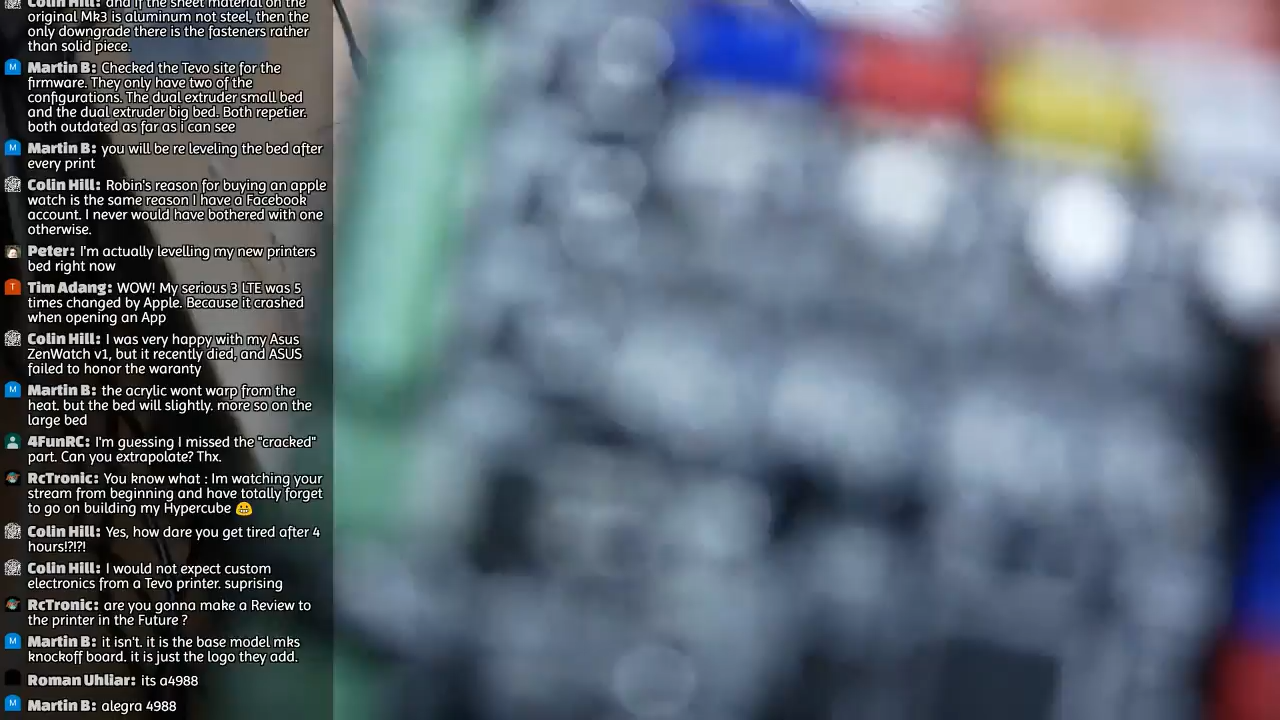 Colin Hill: and if the sheet material on the
original Mk3 is aluminum not steel, then the
only downgrade there is the fasteners rather
than solid piece.
M Martin B: Checked the Tevo site for the
firmware. They only have two of the
configurations. The dual extruder small bed
and the dual extruder big bed. Both repetier.
both outdated as far as i can see
M Martin B: you will be re leveling the bed after
every print
Colin Hill: Robin's reason for buying an apple
watch is the same reason I have a Facebook
account. I never would have bothered with one
otherwise.
Peter: I'm actually levelling my new printers
bed right now
T Tim Adang: WOW! My serious 3 LTE was 5
times changed by Apple. Because it crashed
when opening an App
Colin Hill: I was very happy with my Asus
ZenWatch v1, but it recently died, and ASUS
failed to honor the waranty
M Martin B: the acrylic wont warp from the
heat. but the bed will slightly. more so on the
large bed
4FunRC: I'm guessing I missed the "cracked"
part. Can you extrapolate? Thx.
RcTronic: You know what : Im watching your
stream from beginning and have totally forget
to go on building my Hypercube 😬
Colin Hill: Yes, how dare you get tired after 4
hours!?!?!
Colin Hill: I would not expect custom
electronics from a Tevo printer. suprising
RcTronic: are you gonna make a Review to
the printer in the Future ?
M Martin B: it isn't. it is the base model mks
knockoff board. it is just the logo they add.
Roman Uhliar: its a4988
M Martin B: alegra 4988